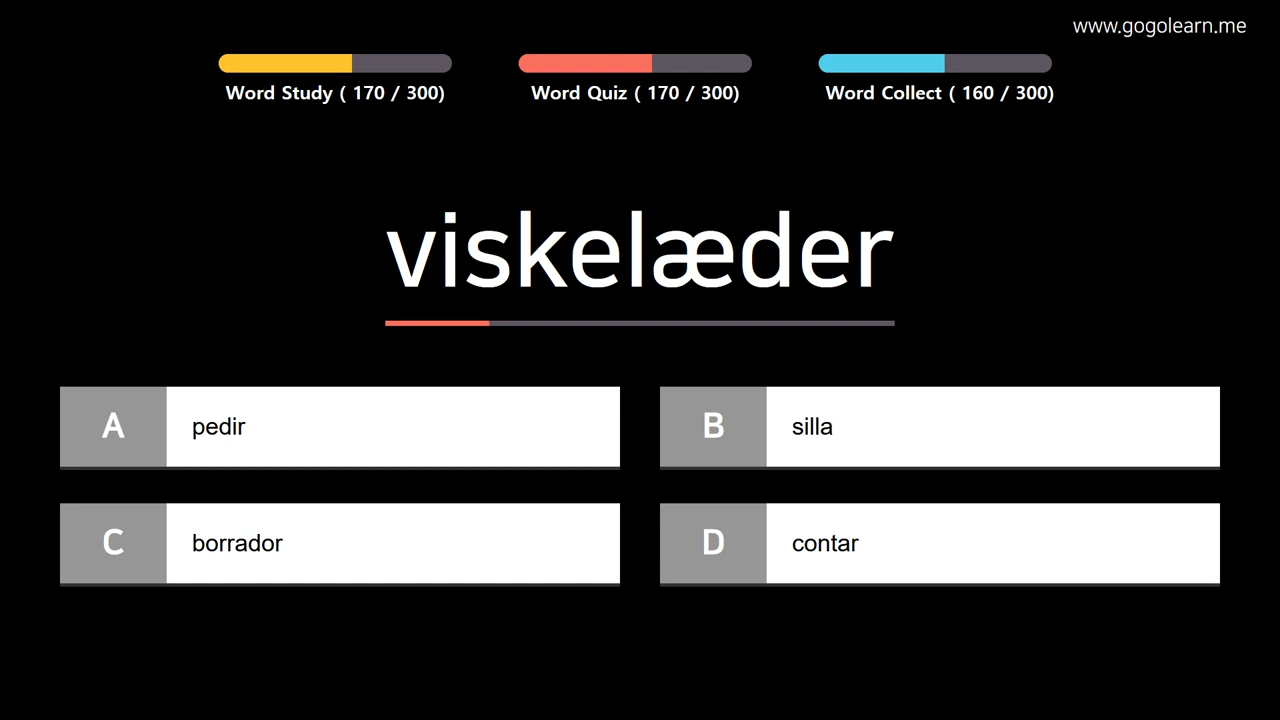 www.gogolearn.me
Word Study ( 170 / 300)
Word Quiz ( 170 / 300)
Word Collect ( 160 / 300)
viskelæder
A
pedir
B
silla
C
borrador
D
contar